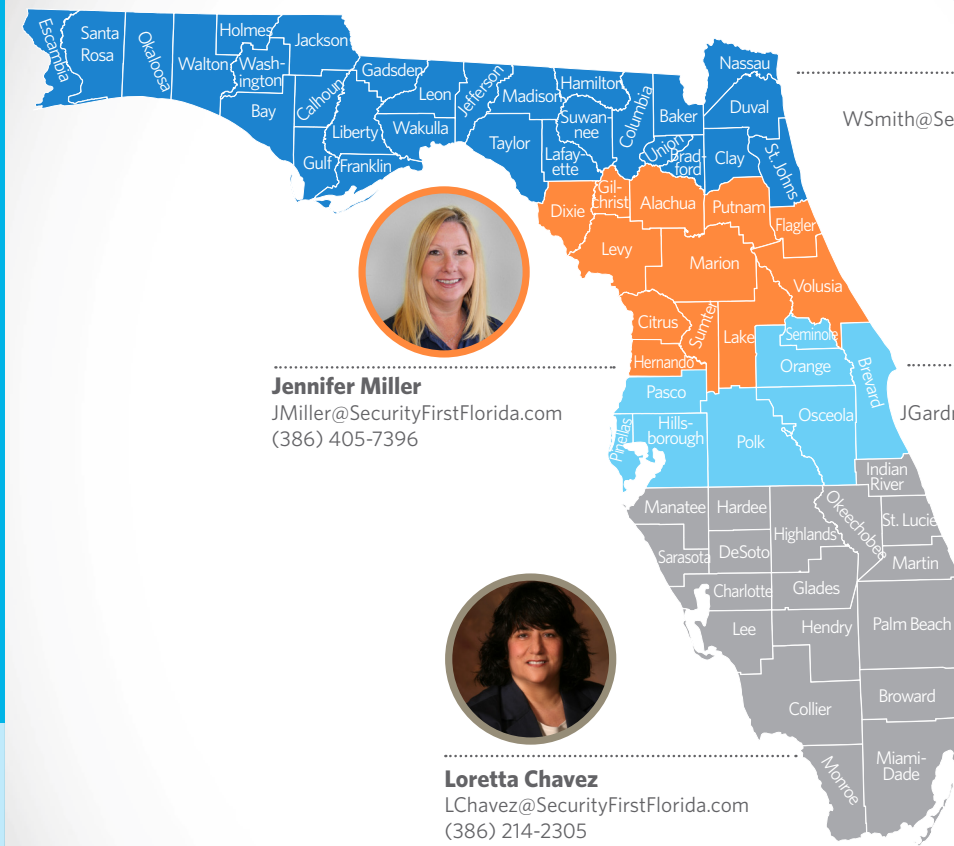 Escambia
Santa
Rosa
Okaloosa
Walton
Holmes
Wash-
ington
Jackson
Bay
Calhoun
Gulf
Liberty
Franklin
Gadsden
Leon
Wakulla
Jefferson
Madison
Taylor
Hamilton
Suwan-
nee
Lafay-
ette
Columbia
Baker
Union
Brad-
ford
Nassau
Duval
Clay
St. Johns
WSmith@Se
Dixie
Gil-
christ
Alachua
Putnam
Flagler
Levy
Marion
Volusia
Citrus
Sumter
Lake
Hernando
Jennifer Miller
JMiller@SecurityFirstFlorida.com
(386) 405-7396
Seminole
Orange
Brevard
Pasco
Osceola
JGardn
Pinellas
Hills-
borough
Polk
Indian
River
Manatee
Hardee
Highlands
Okeechobee
St. Lucie
Sarasota
DeSoto
Martin
Charlotte
Glades
Lee
Hendry
Palm Beach
Collier
Broward
Monroe
Miami-
Dade
Loretta Chavez
LChavez@SecurityFirstFlorida.com
(386) 214-2305